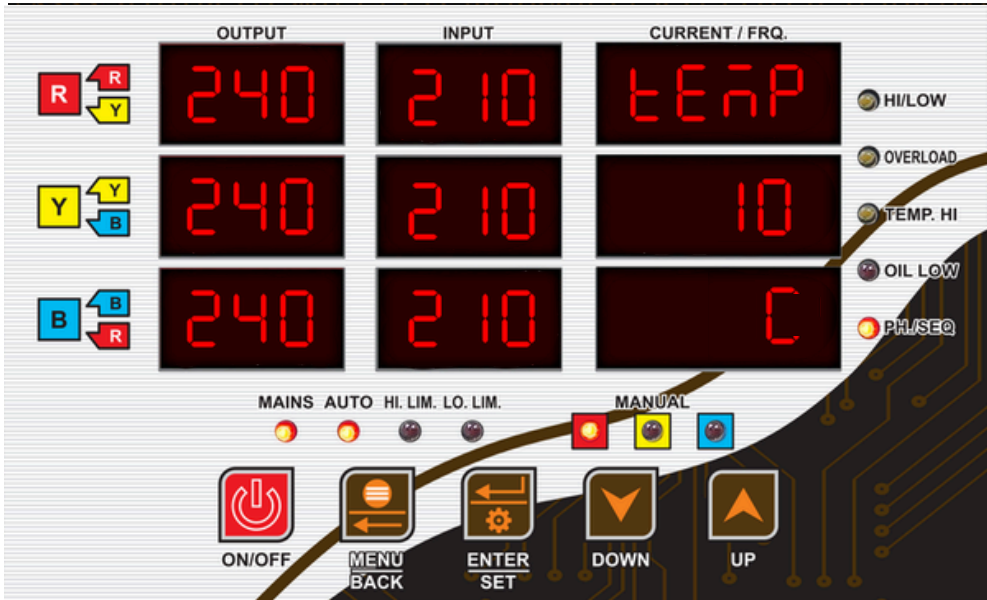 OUTPUT INPUT CURRENT / FRQ.
R R Y 240 210 tEmP HI/LOW
OVERLOAD
Y Y B 240 210 10 TEMP. HI
OIL LOW
B B R 240 210 C PH./SEQ
MAINS AUTO HI. LIM. LO. LIM. MANUAL
ON/OFF MENU ENTER DOWN UP
BACK SET